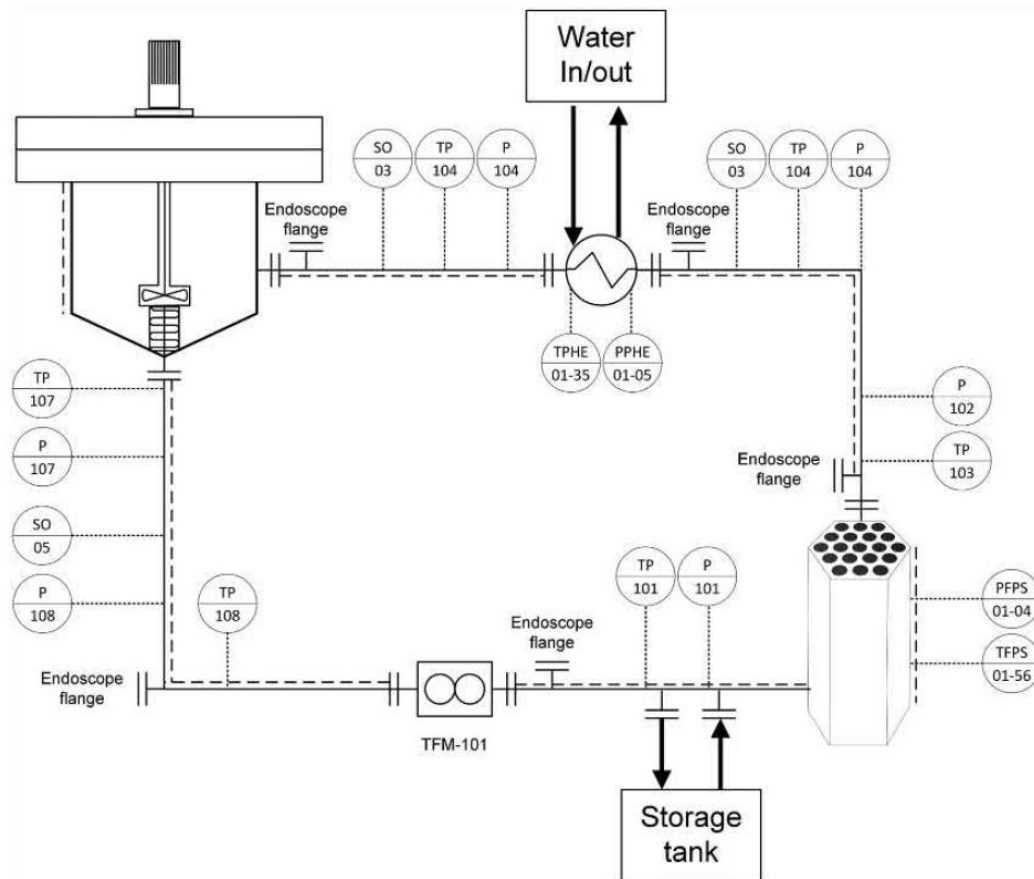 Water
In/out
SO
03
TP
104
P
104
SO
03
TP
104
P
104
Endoscope
flange
Endoscope
flange
TPHE
01-35
PPHE
01-05
TP
107
P
107
SO
05
P
108
P
102
TP
103
Endoscope
flange
TP
108
TP
101
P
101
PFPS
01-04
TFPS
01-56
Endoscope
flange
Endoscope
flange
TFM-101
Storage
tank